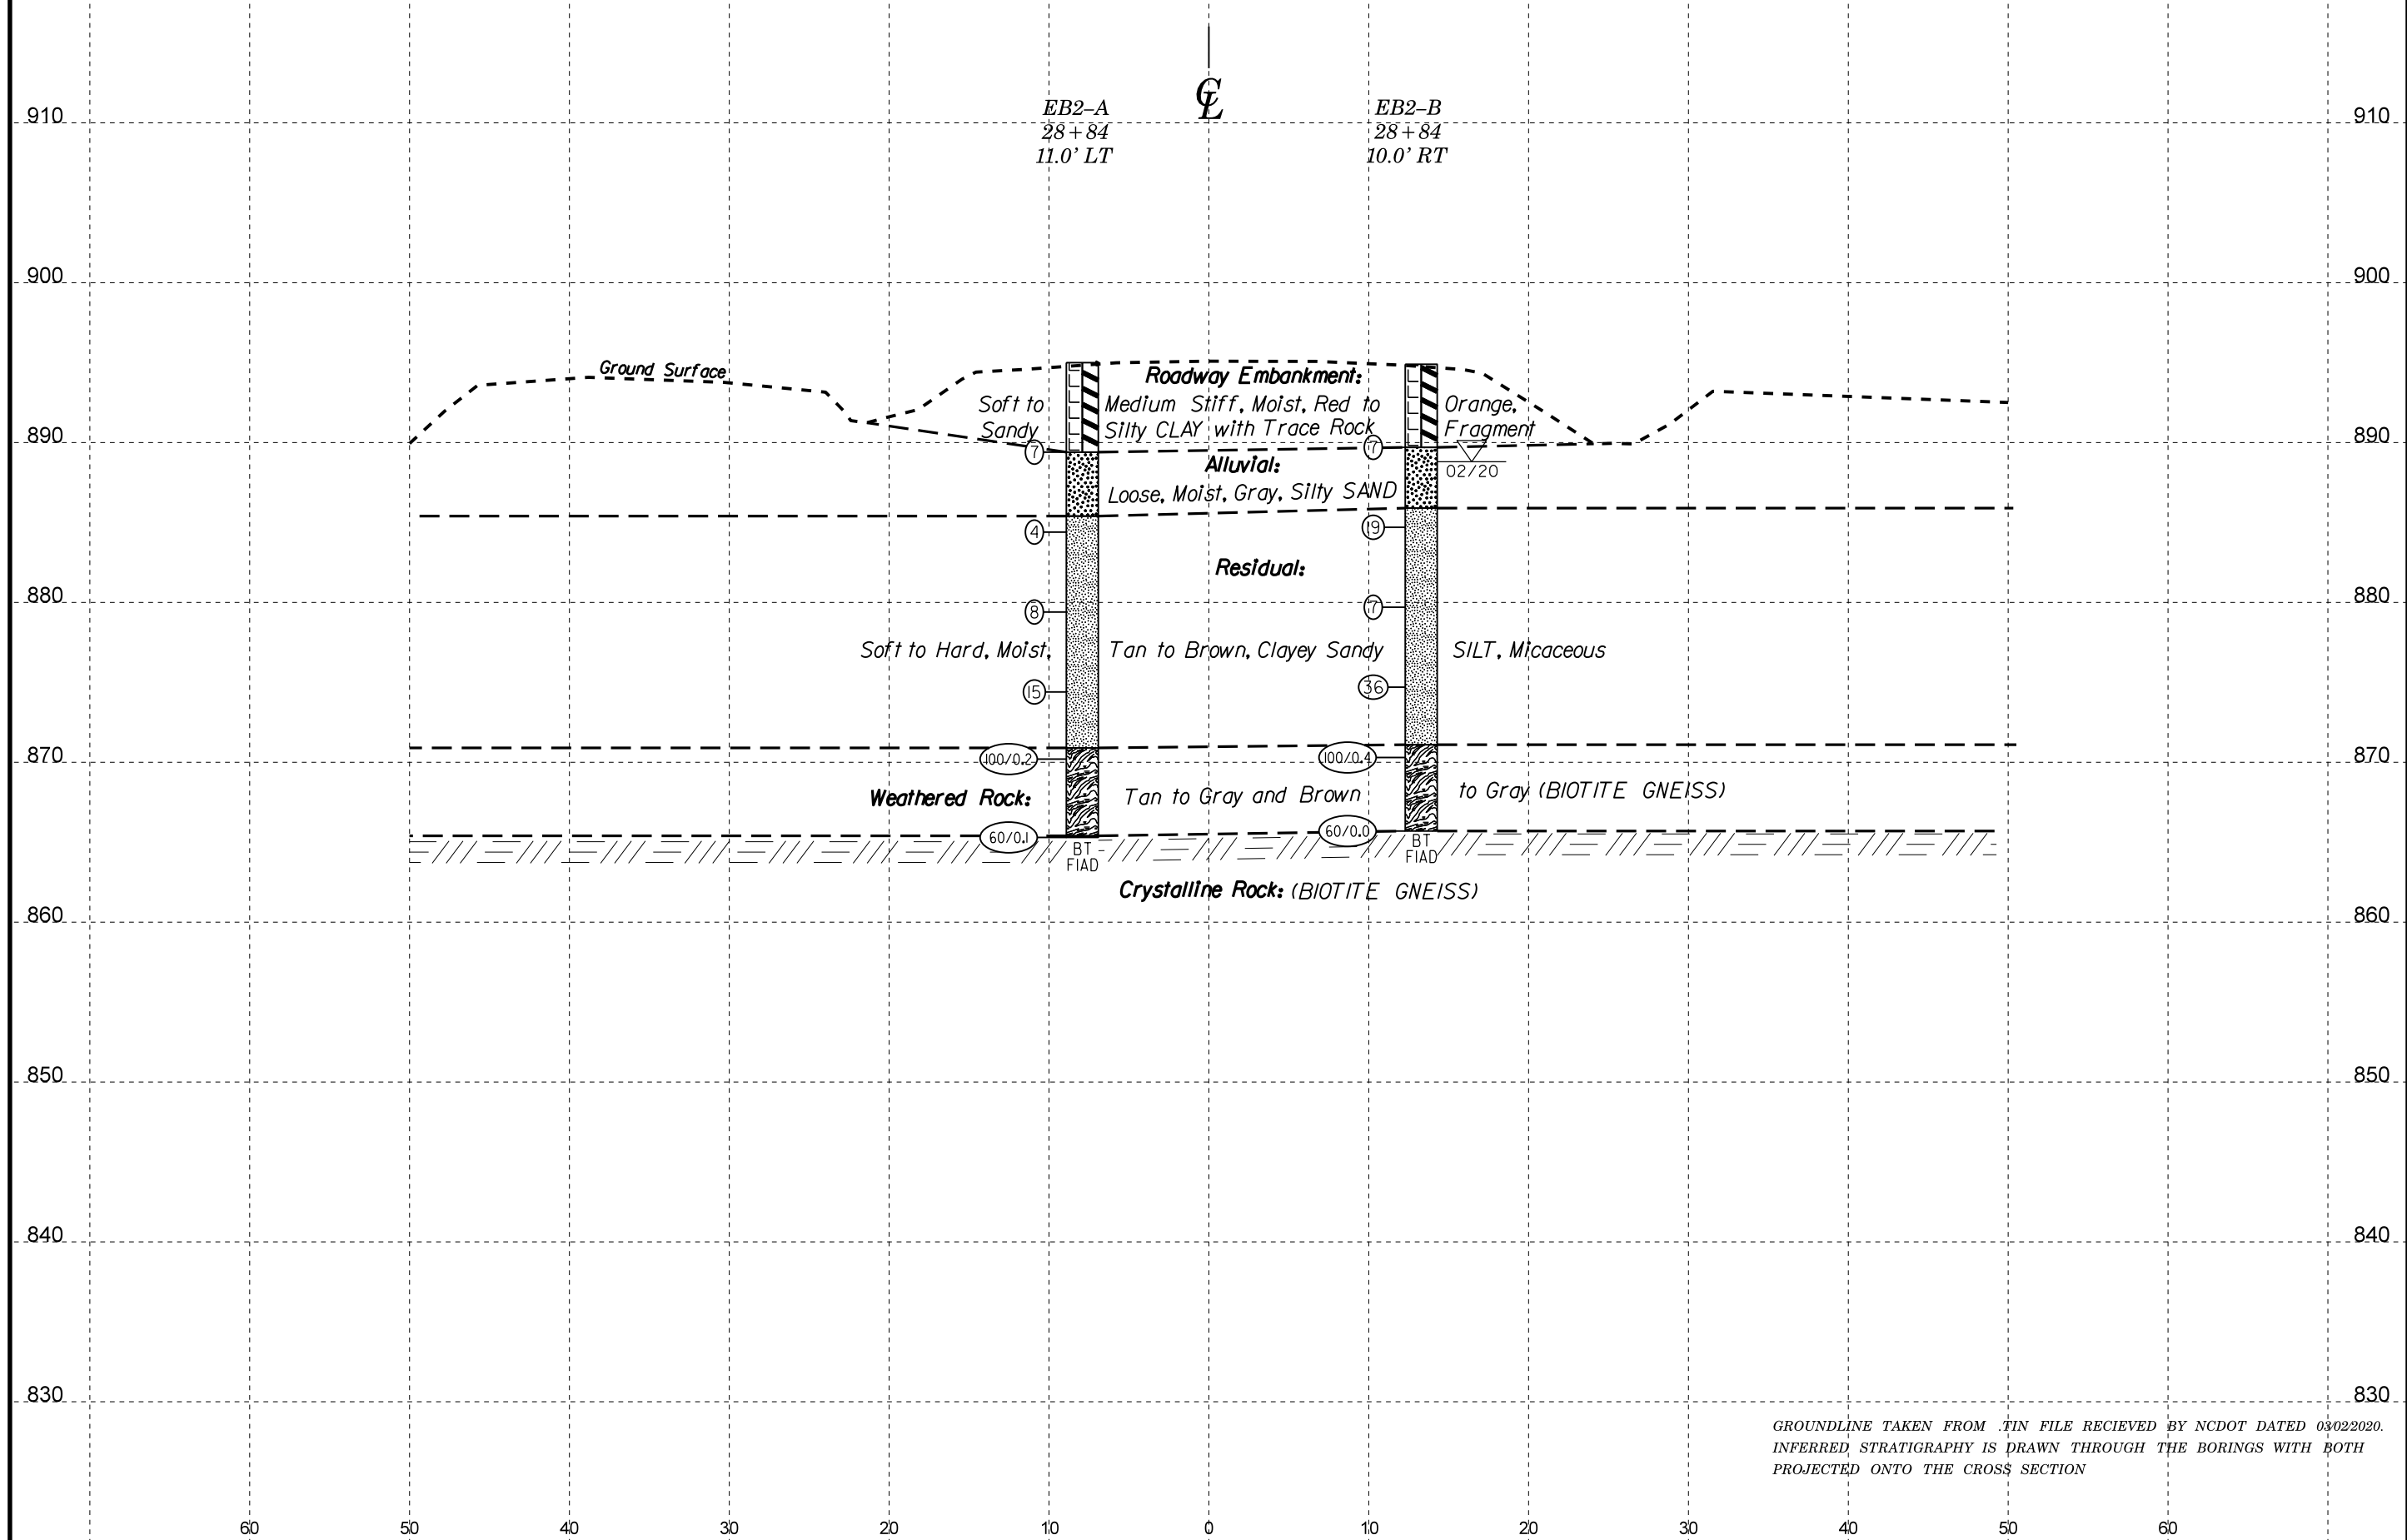 ℄
EB2-A
28+84
11.0' LT
EB2-B
28+84
10.0' RT
910 910
900 900
Ground Surface
Roadway Embankment:
Soft to Medium Stiff, Moist, Red to Orange,
Sandy Silty CLAY with Trace Rock Fragment
890 890
7 7
Alluvial:
02/20
Loose, Moist, Gray, Silty SAND
4 19
Residual:
880 880
8 17
Soft to Hard, Moist, Tan to Brown, Clayey Sandy SILT, Micaceous
15 36
870 870
100/0.2 100/0.4
Weathered Rock: Tan to Gray and Brown to Gray (BIOTITE GNEISS)
60/0.1 60/0.0
BT
FIAD
BT
FIAD
Crystalline Rock: (BIOTITE GNEISS)
860 860
850 850
840 840
830 830
GROUNDLINE TAKEN FROM .TIN FILE RECIEVED BY NCDOT DATED 03/02/2020.
INFERRED STRATIGRAPHY IS DRAWN THROUGH THE BORINGS WITH BOTH
PROJECTED ONTO THE CROSS SECTION
60 50 40 30 20 10 0 10 20 30 40 50 60